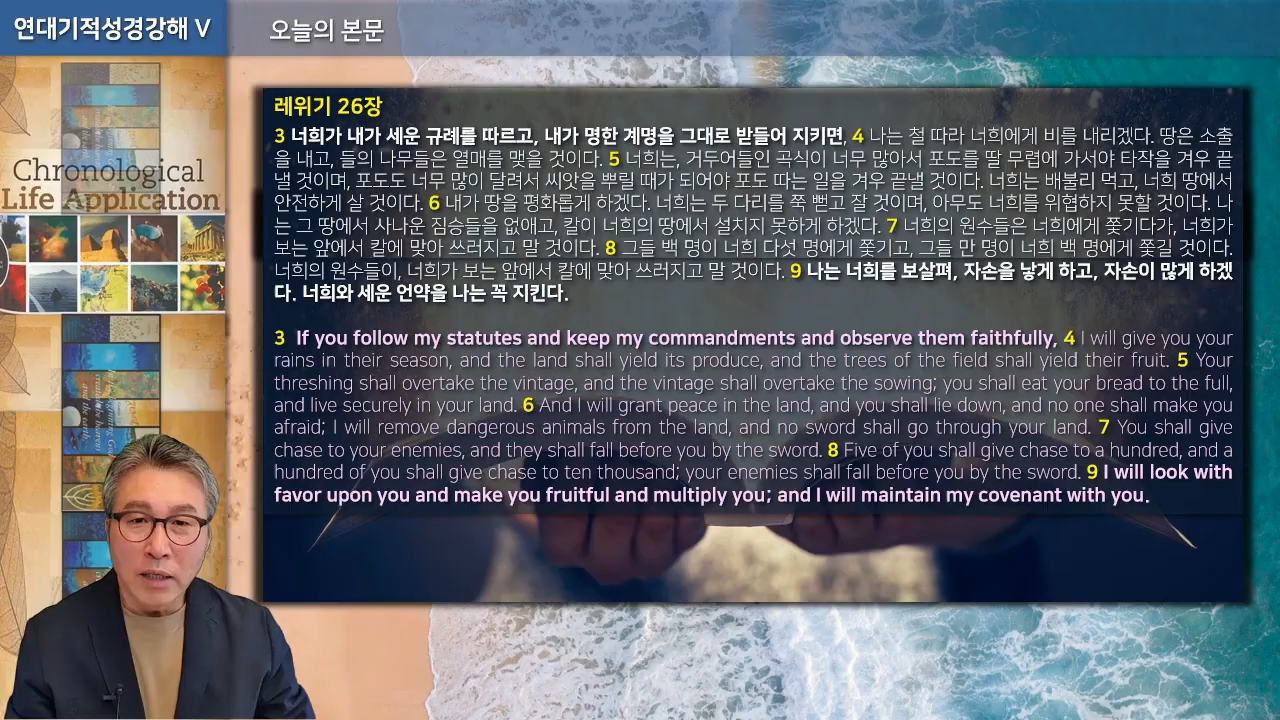 연대기적성경강해 V
오늘의 본문
Chronological
Life Application
레위기 26장
3 너희가 내가 세운 규례를 따르고, 내가 명한 계명을 그대로 받들어 지키면, 4 나는 철 따라 너희에게 비를 내리겠다. 땅은 소출
을 내고, 들의 나무들은 열매를 맺을 것이다. 5 너희는, 거두어들인 곡식이 너무 많아서 포도를 딸 무렵에 가서야 타작을 겨우 끝
낼 것이며, 포도도 너무 많이 달려서 씨앗을 뿌릴 때가 되어야 포도 따는 일을 겨우 끝낼 것이다. 너희는 배불리 먹고, 너희 땅에서
안전하게 살 것이다. 6 내가 땅을 평화롭게 하겠다. 너희는 두 다리를 쭉 뻗고 잘 것이며, 아무도 너희를 위협하지 못할 것이다. 나
는 그 땅에서 사나운 짐승들을 없애고, 칼이 너희의 땅에서 설치지 못하게 하겠다. 7 너희의 원수들은 너희에게 쫓기다가, 너희가
보는 앞에서 칼에 맞아 쓰러지고 말 것이다. 8 그들 백 명이 너희 다섯 명에게 쫓기고, 그들 만 명이 너희 백 명에게 쫓길 것이다.
너희의 원수들이, 너희가 보는 앞에서 칼에 맞아 쓰러지고 말 것이다. 9 나는 너희를 보살펴, 자손을 낳게 하고, 자손이 많게 하겠
다. 너희와 세운 언약을 나는 꼭 지킨다.
3 If you follow my statutes and keep my commandments and observe them faithfully, 4 I will give you your
rains in their season, and the land shall yield its produce, and the trees of the field shall yield their fruit. 5 Your
threshing shall overtake the vintage, and the vintage shall overtake the sowing; you shall eat your bread to the full,
and live securely in your land. 6 And I will grant peace in the land, and you shall lie down, and no one shall make you
afraid; I will remove dangerous animals from the land, and no sword shall go through your land. 7 You shall give
chase to your enemies, and they shall fall before you by the sword. 8 Five of you shall give chase to a hundred, and a
hundred of you shall give chase to ten thousand; your enemies shall fall before you by the sword. 9 I will look with
favor upon you and make you fruitful and multiply you; and I will maintain my covenant with you.